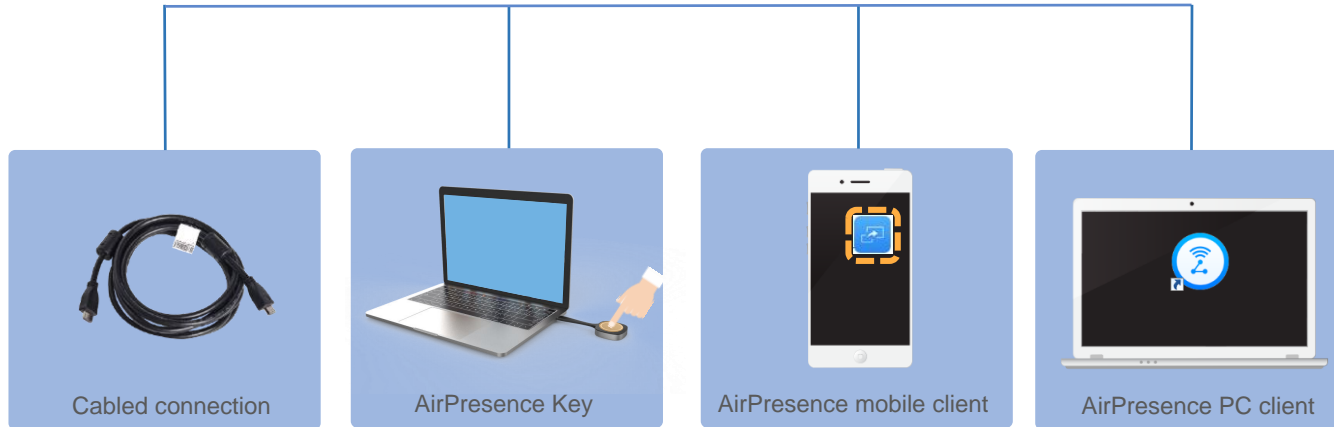 Cabled connection
AirPresence Key
AirPresence mobile client
AirPresence PC client